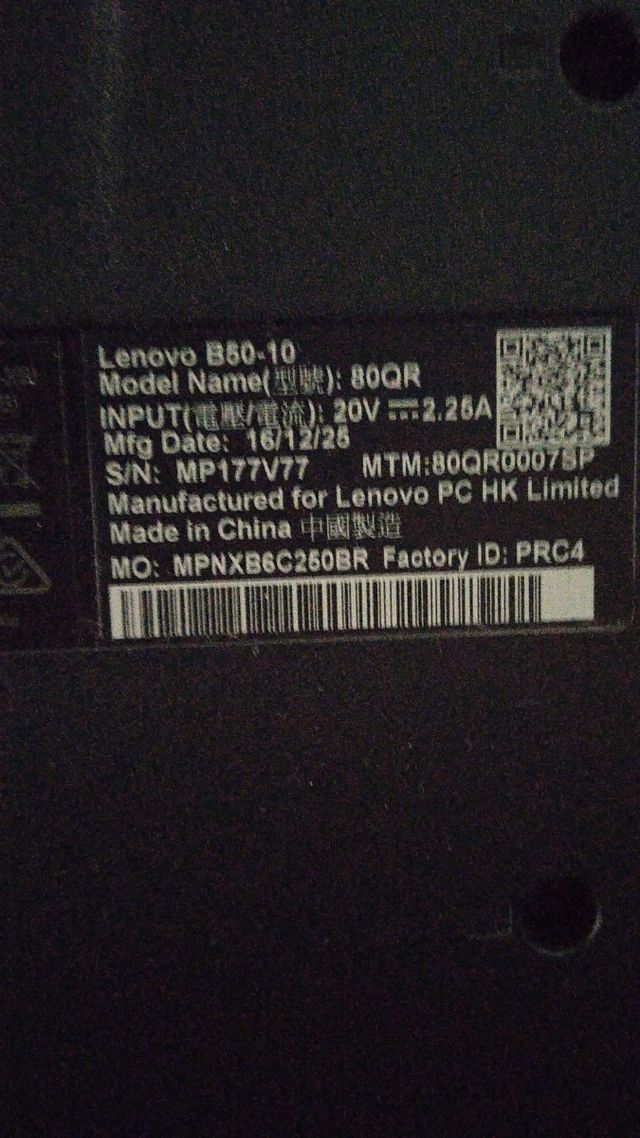 Lenovo B50-10
Model Name(型號): 80QR
INPUT(電壓/電流): 20V ⎓ 2.25A
Mfg Date: 16/12/25
S/N: MP177V77 MTM:80QR0007SP
Manufactured for Lenovo PC HK Limited
Made in China 中國製造
MO: MPNXB6C250BR Factory ID: PRC4